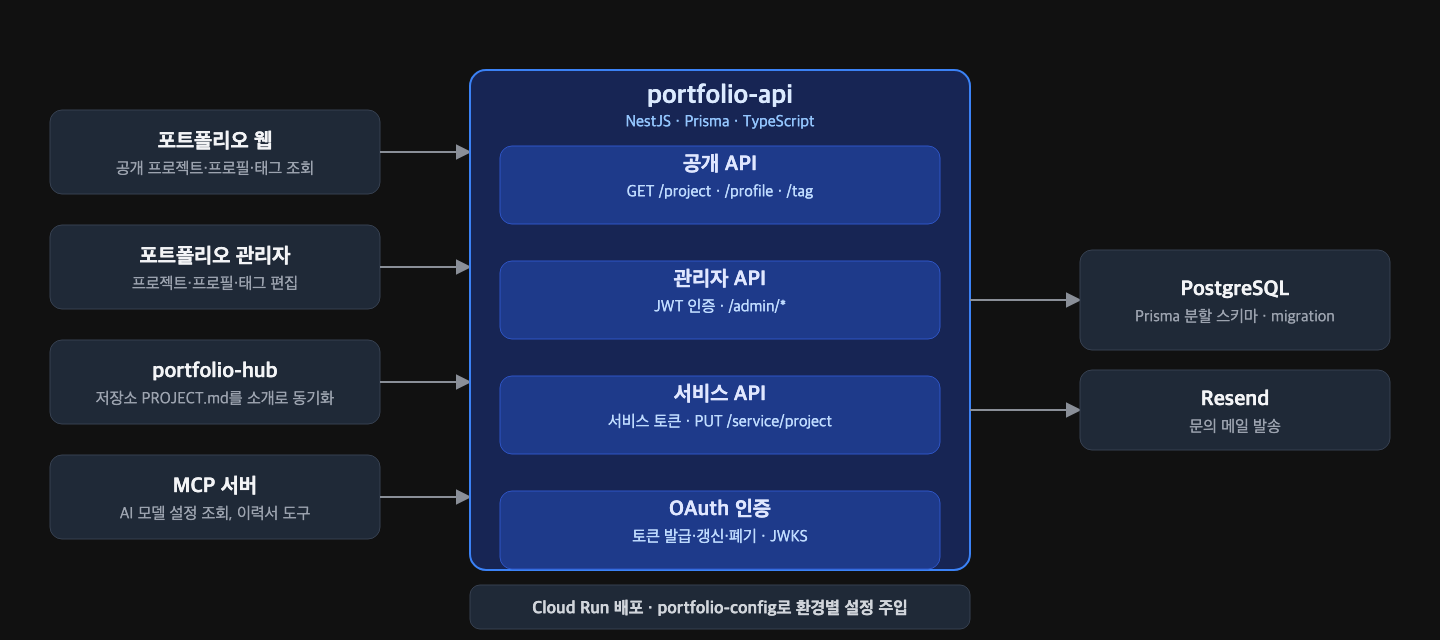 portfolio-api
NestJS · Prisma · TypeScript
포트폴리오 웹
공개 프로젝트·프로필·태그 조회
공개 API
GET /project · /profile · /tag
포트폴리오 관리자
프로젝트·프로필·태그 편집
관리자 API
JWT 인증 · /admin/*
PostgreSQL
Prisma 분할 스키마 · migration
portfolio-hub
저장소 PROJECT.md를 소개로 동기화
서비스 API
서비스 토큰 · PUT /service/project
Resend
문의 메일 발송
MCP 서버
AI 모델 설정 조회, 이력서 도구
OAuth 인증
토큰 발급·갱신·폐기 · JWKS
Cloud Run 배포 · portfolio-config로 환경별 설정 주입